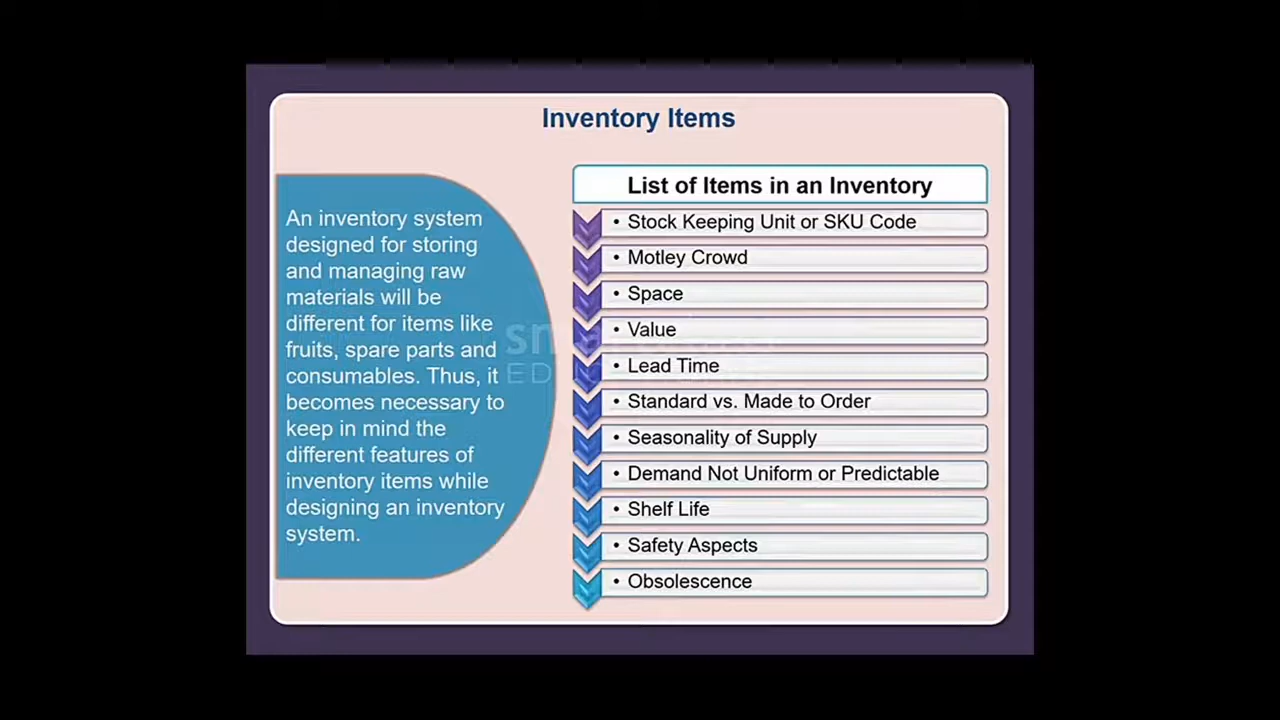 Inventory Items
An inventory system
designed for storing
and managing raw
materials will be
different for items like
fruits, spare parts and
consumables. Thus, it
becomes necessary to
keep in mind the
different features of
inventory items while
designing an inventory
system.
List of Items in an Inventory
• Stock Keeping Unit or SKU Code
• Motley Crowd
• Space
• Value
• Lead Time
• Standard vs. Made to Order
• Seasonality of Supply
• Demand Not Uniform or Predictable
• Shelf Life
• Safety Aspects
• Obsolescence